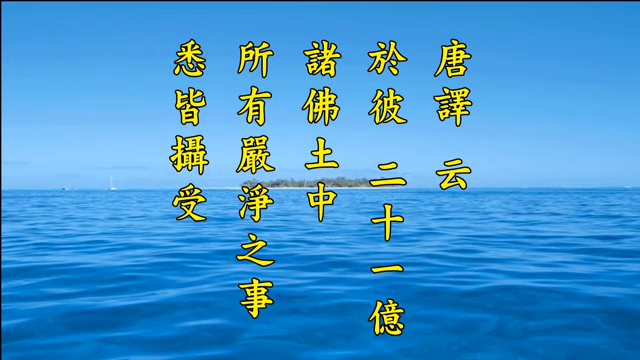 唐譯 云
於彼 二十一億
諸佛土中
所有嚴淨之事
悉皆攝受